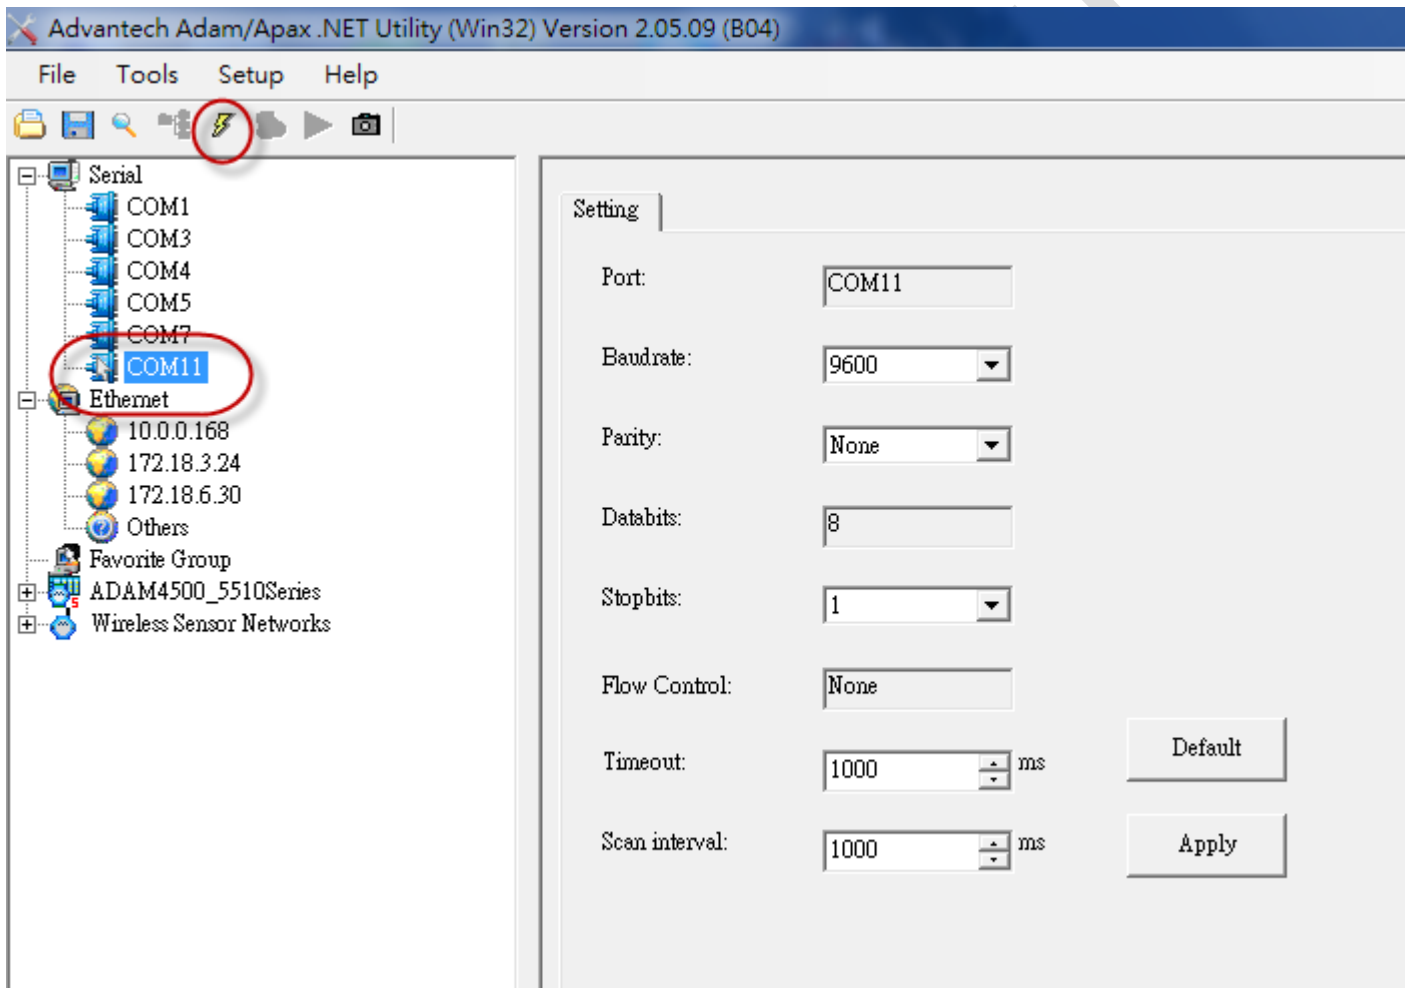 Advantech Adam/Apax .NET Utility (Win32) Version 2.05.09 (B04)
File Tools Setup Help
Serial
COM1
COM3
COM4
COM5
COM7
COM11
Ethernet
10.0.0.168
172.18.3.24
172.18.6.30
Others
Favorite Group
ADAM4500_5510Series
Wireless Sensor Networks
Setting
Port: COM11
Baudrate: 9600
Parity: None
Databits: 8
Stopbits: 1
Flow Control: None
Timeout: 1000 ms
Default
Scan interval: 1000 ms
Apply